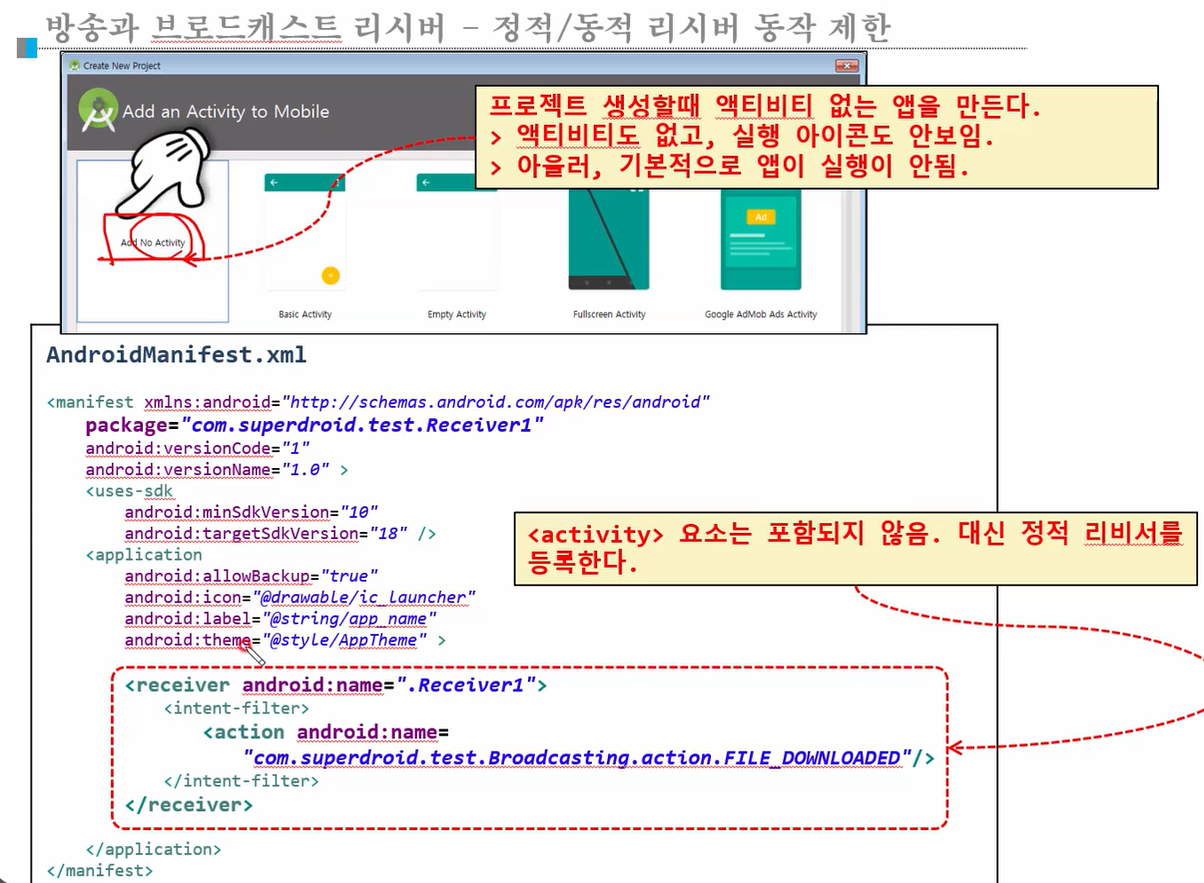 방송과 브로드캐스트 리시버 – 정적/동적 리시버 동작 제한
Create New Project
Add an Activity to Mobile
프로젝트 생성할때 액티비티 없는 앱을 만든다.
> 액티비티도 없고, 실행 아이콘도 안보임.
> 아울러, 기본적으로 앱이 실행이 안됨.
Add No Activity
Ad
Basic Activity
Empty Activity
Fullscreen Activity
Google AdMob Ads Activity
AndroidManifest.xml
<manifest xmlns:android="http://schemas.android.com/apk/res/android"
package="com.superdroid.test.Receiver1"
android:versionCode="1"
android:versionName="1.0" >
<uses-sdk
android:minSdkVersion="10"
android:targetSdkVersion="18" />
<activity> 요소는 포함되지 않음. 대신 정적 리비서를
등록한다.
<application
android:allowBackup="true"
android:icon="@drawable/ic_launcher"
android:label="@string/app_name"
android:theme="@style/AppTheme" >
<receiver android:name=".Receiver1">
<intent-filter>
<action android:name=
"com.superdroid.test.Broadcasting.action.FILE_DOWNLOADED"/>
</intent-filter>
</receiver>
</application>
</manifest>